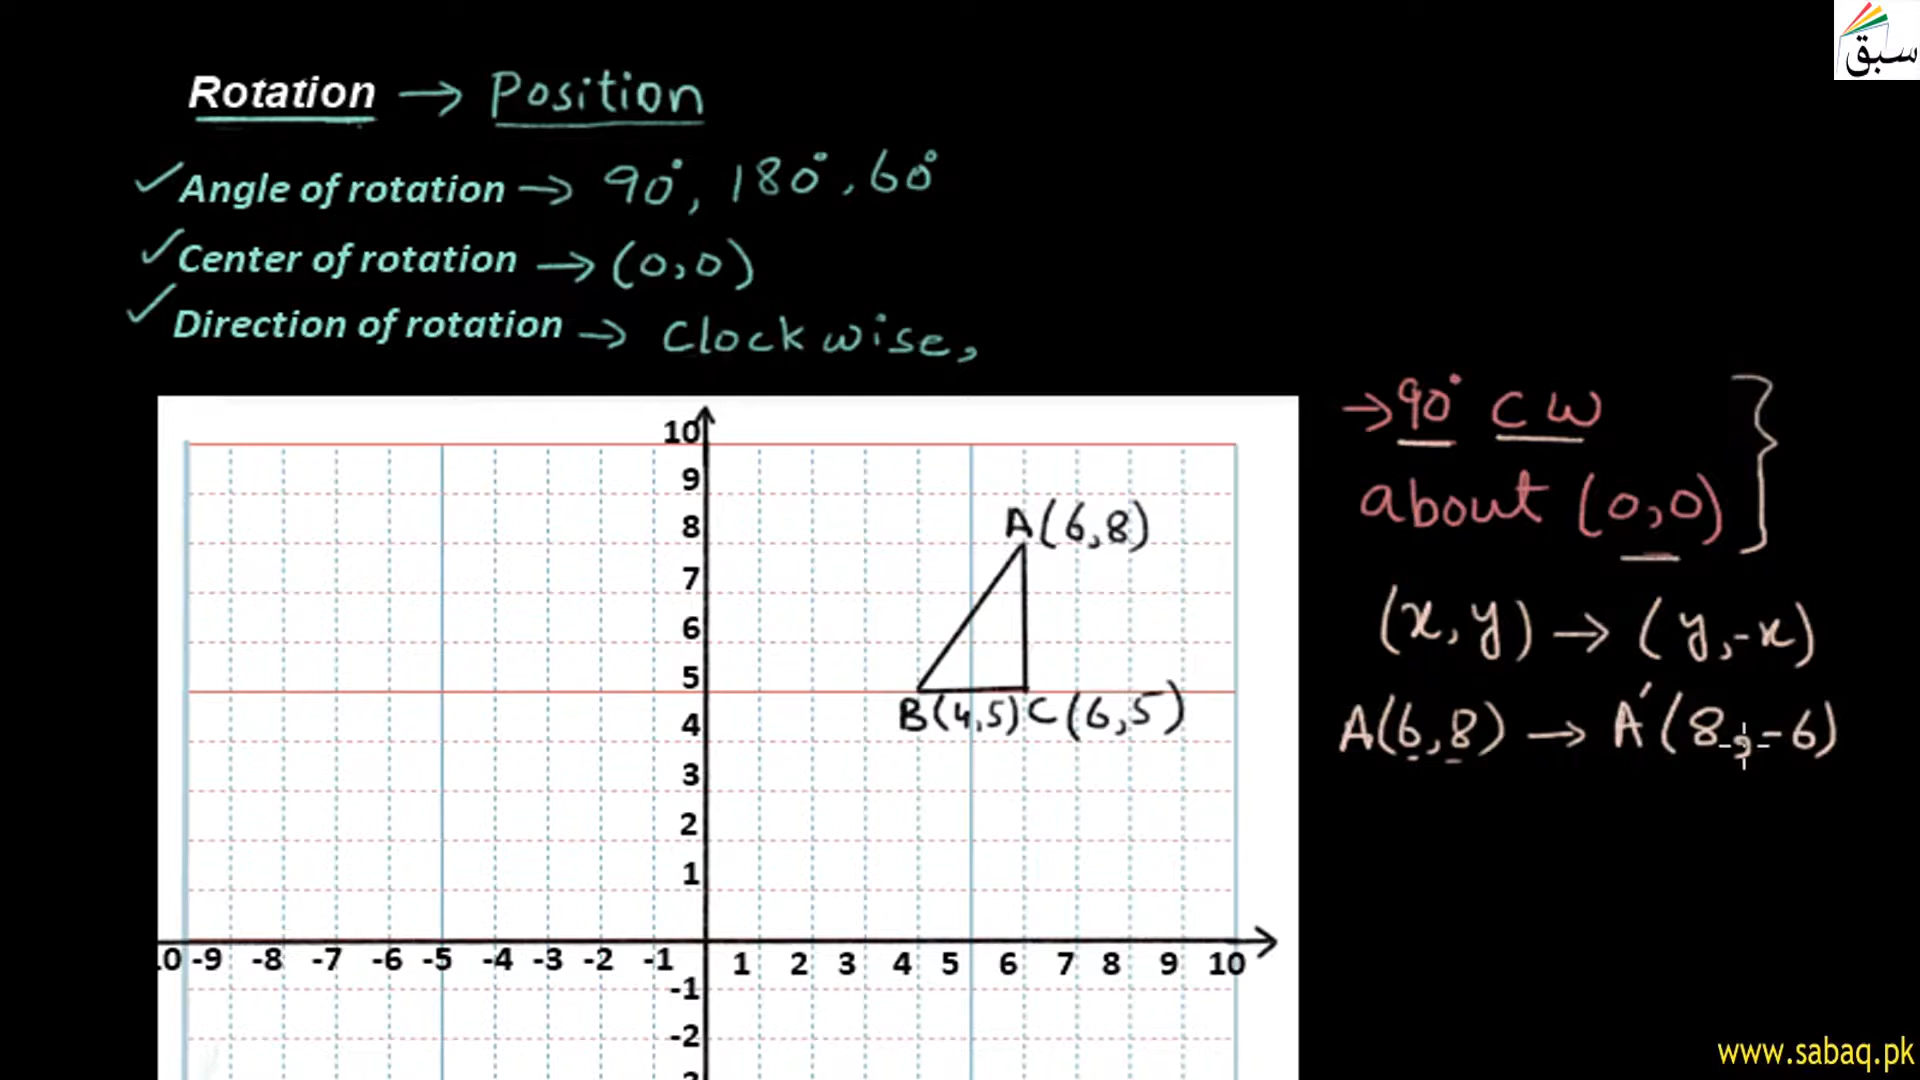 سبق
Rotation → Position
✓ Angle of rotation → 90°, 180°, 60°
✓ Center of rotation → (0,0)
✓ Direction of rotation → Clockwise,
→ 90° CW
about (0,0)
(x,y) → (y,-x)
A(6,8) → A'(8,-6)
10
9
8
7
6
5
4
3
2
1
A(6,8)
B(4,5) C(6,5)
10 -9 -8 -7 -6 -5 -4 -3 -2 -1 1 2 3 4 5 6 7 8 9 10
-1
-2
www.sabaq.pk